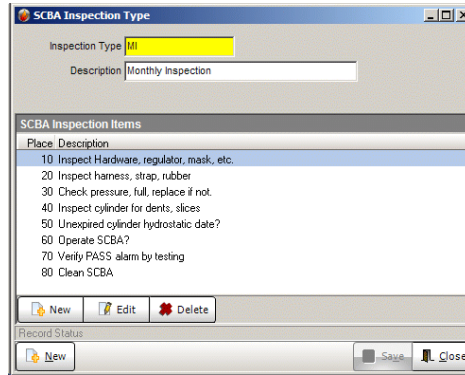 SCBA Inspection Type
Inspection Type MI
Description Monthly Inspection
SCBA Inspection Items
Place Description
10 Inspect Hardware, regulator, mask, etc.
20 Inspect harness, strap, rubber
30 Check pressure, full, replace if not.
40 Inspect cylinder for dents, slices
50 Unexpired cylinder hydrostatic date?
60 Operate SCBA?
70 Verify PASS alarm by testing
80 Clean SCBA
New Edit Delete
Record Status
New Save Close